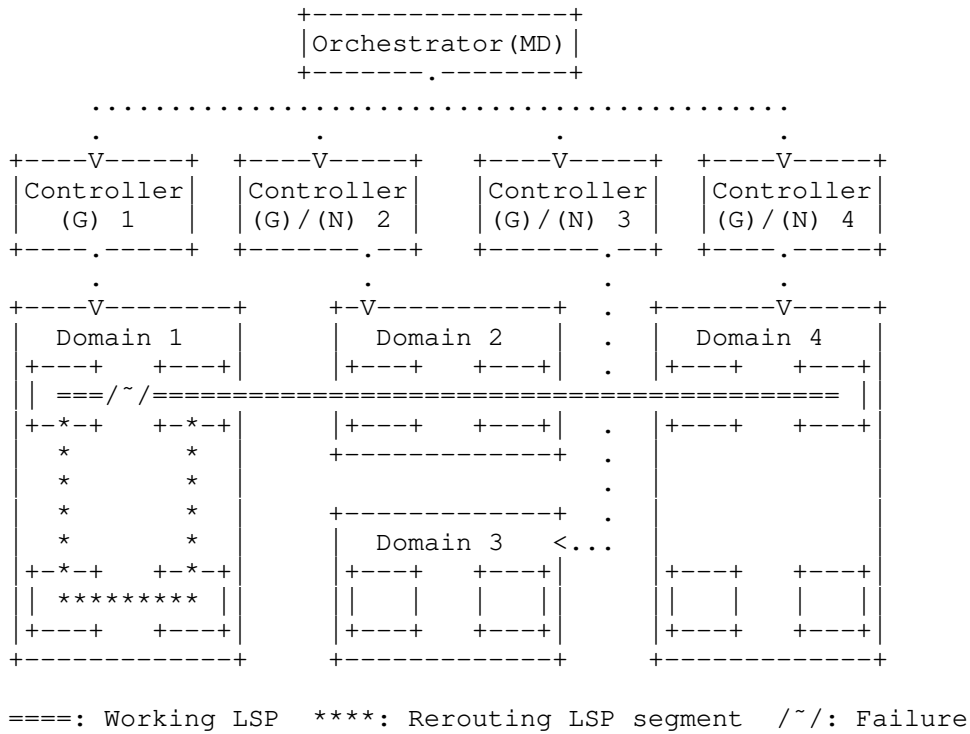 Orchestrator(MD)
Controller Controller Controller Controller
(G) 1 (G)/(N) 2 (G)/(N) 3 (G)/(N) 4
Domain 1 Domain 2 Domain 4
Domain 3
====: Working LSP ****: Rerouting LSP segment /~/: Failure